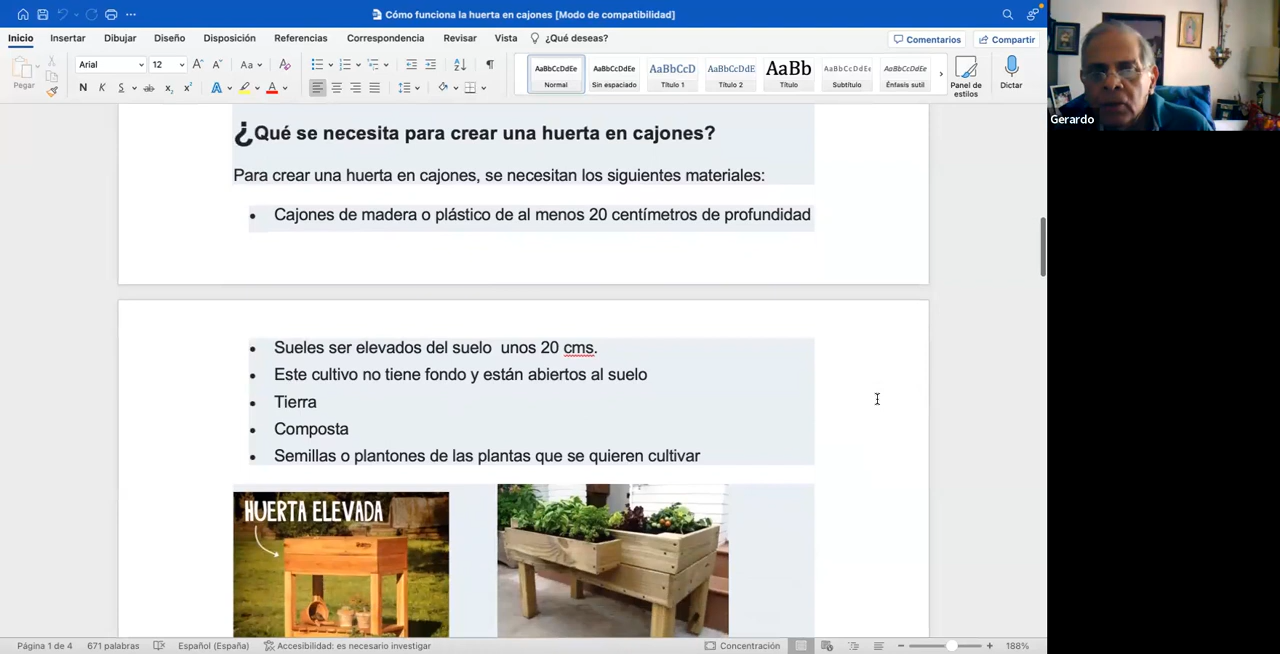 Cómo funciona la huerta en cajones [Modo de compatibilidad]
Inicio Insertar Dibujar Diseño Disposición Referencias Correspondencia Revisar Vista ¿Qué deseas? Comentarios Compartir
Pegar Arial 12 Aa AaBbCcDdEe AaBbCcDdEe AaBbCcD AaBbCcDdE AaBb AaBbCcDdEe AaBbCcDdEe
N K S ab x₂ x² A A Normal Sin espaciado Título 1 Título 2 Título Subtítulo Énfasis sutil Panel de estilos Dictar
Gerardo
¿Qué se necesita para crear una huerta en cajones?
Para crear una huerta en cajones, se necesitan los siguientes materiales:
• Cajones de madera o plástico de al menos 20 centímetros de profundidad
• Sueles ser elevados del suelo unos 20 cms.
• Este cultivo no tiene fondo y están abiertos al suelo
• Tierra
• Composta
• Semillas o plantones de las plantas que se quieren cultivar
HUERTA ELEVADA
Página 1 de 4 671 palabras Español (España) Accesibilidad: es necesario investigar Concentración 188%